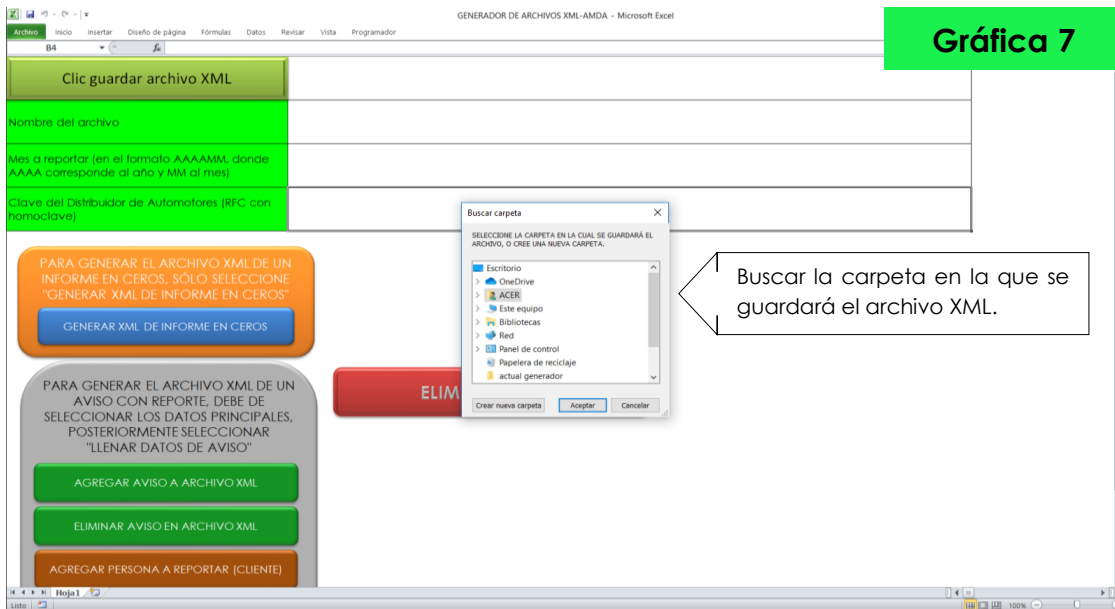 GENERADOR DE ARCHIVOS XML-AMDA - Microsoft Excel
Archivo Inicio Insertar Diseño de página Fórmulas Datos Revisar Vista Programador
Gráfica 7
B4 fx
Clic guardar archivo XML
Nombre del archivo
Mes a reportar (en el formato AAAAMM, donde
AAAA corresponde al año y MM al mes)
Clave del Distribuidor de Automotores (RFC con
homoclave)
Buscar carpeta
SELECCIONE LA CARPETA EN LA CUAL SE GUARDARÁ EL
ARCHIVO, O CREE UNA NUEVA CARPETA.
Escritorio
OneDrive
ACER
Este equipo
Bibliotecas
Red
Panel de control
Papelera de reciclaje
actual generador
Crear nueva carpeta Aceptar Cancelar
Buscar la carpeta en la que se
guardará el archivo XML.
PARA GENERAR EL ARCHIVO XML DE UN
INFORME EN CEROS, SÓLO SELECCIONE
"GENERAR XML DE INFORME EN CEROS"
GENERAR XML DE INFORME EN CEROS
PARA GENERAR EL ARCHIVO XML DE UN
AVISO CON REPORTE, DEBE DE
SELECCIONAR LOS DATOS PRINCIPALES,
POSTERIORMENTE SELECCIONAR
"LLENAR DATOS DE AVISO"
ELIM
AGREGAR AVISO A ARCHIVO XML
ELIMINAR AVISO EN ARCHIVO XML
AGREGAR PERSONA A REPORTAR (CLIENTE)
Hoja1
Listo 100%